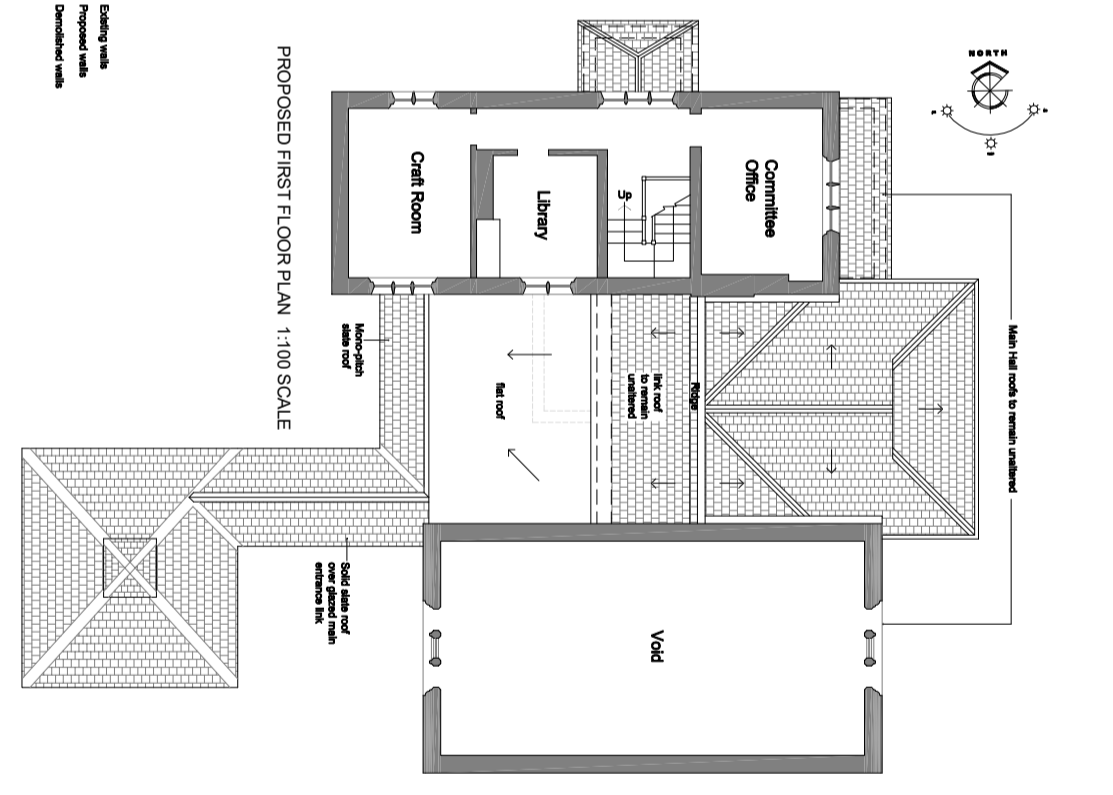 NORTH
Main Hall roofs to remain unaltered
Committee
Office
up
Library
Craft Room
Ridge
link roof
to remain
unaltered
flat roof
Mono-pitch
slate roof
Solid slate roof
over glazed main
entrance link
Void
PROPOSED FIRST FLOOR PLAN 1:100 SCALE
Existing walls
Proposed walls
Demolished walls